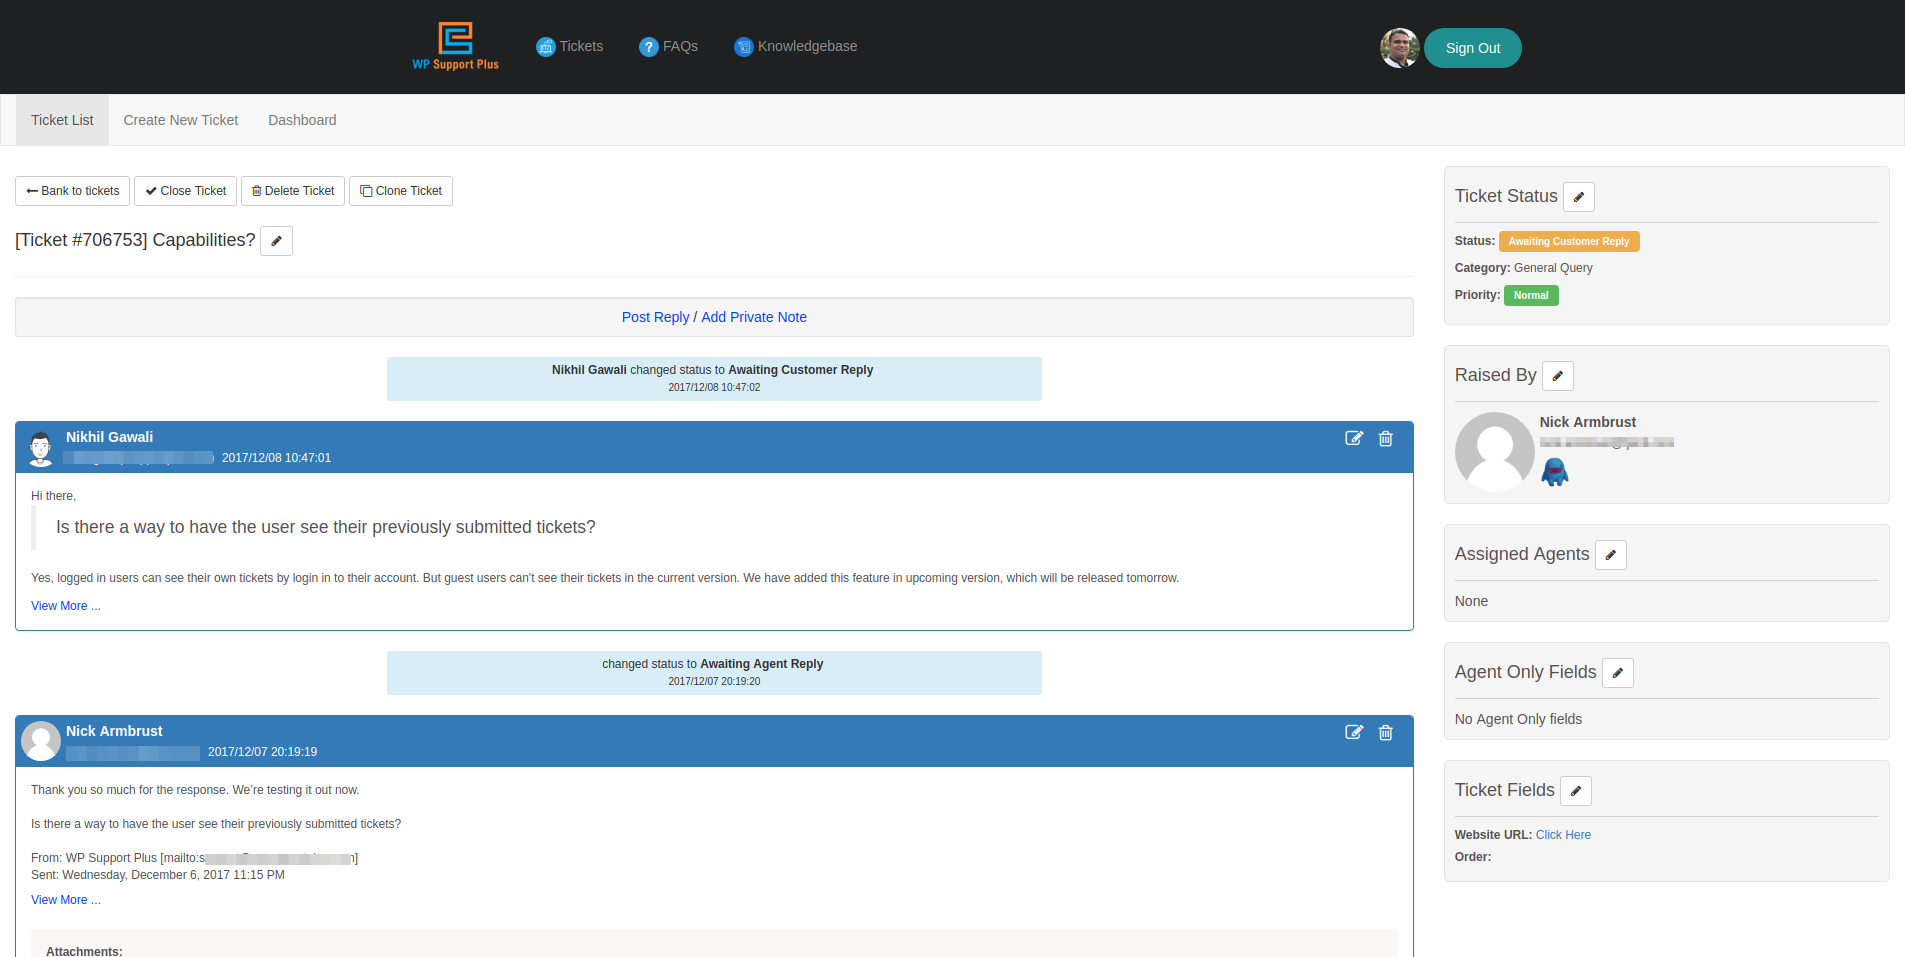 WP Support Plus
Tickets
FAQs
Knowledgebase
Sign Out
Ticket List
Create New Ticket
Dashboard
Bank to tickets
Close Ticket
Delete Ticket
Clone Ticket
[Ticket #706753] Capabilities?
Post Reply / Add Private Note
Nikhil Gawali changed status to Awaiting Customer Reply
2017/12/08 10:47:02
Nikhil Gawali
2017/12/08 10:47:01
Hi there,
Is there a way to have the user see their previously submitted tickets?
Yes, logged in users can see their own tickets by login in to their account. But guest users can't see their tickets in the current version. We have added this feature in upcoming version, which will be released tomorrow.
View More ...
changed status to Awaiting Agent Reply
2017/12/07 20:19:20
Nick Armbrust
2017/12/07 20:19:19
Thank you so much for the response. We're testing it out now.
Is there a way to have the user see their previously submitted tickets?
From: WP Support Plus [mailto:s
Sent: Wednesday, December 6, 2017 11:15 PM
View More ...
Attachments:
Ticket Status
Status: Awaiting Customer Reply
Category: General Query
Priority: Normal
Raised By
Nick Armbrust
Assigned Agents
None
Agent Only Fields
No Agent Only fields
Ticket Fields
Website URL: Click Here
Order: